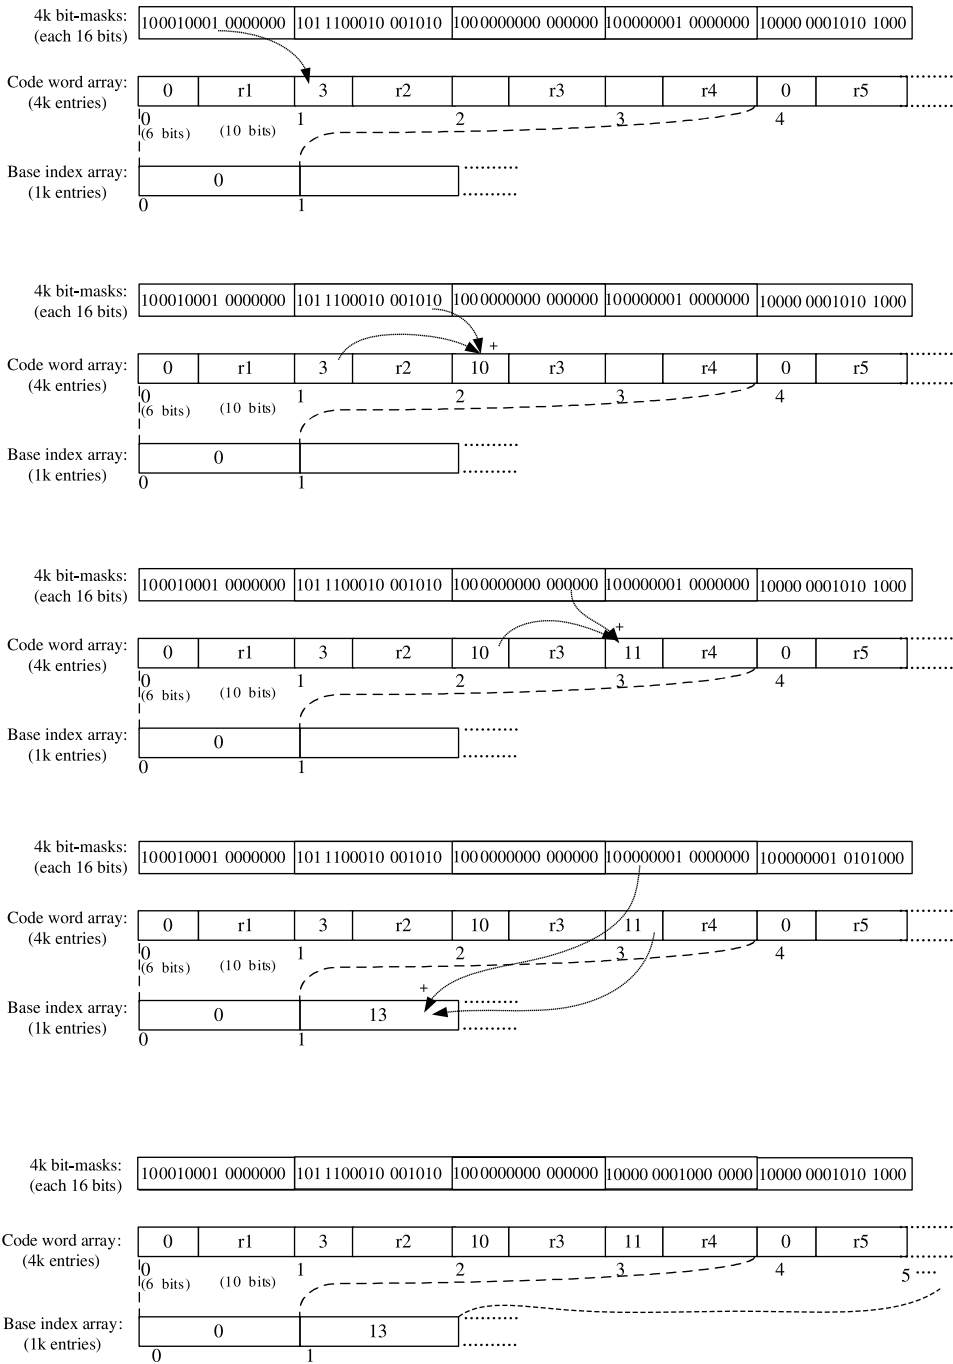 4k bit-masks: 100010001 0000000 101 1100010 001010 100 0000000 000000 100000001 0000000 10000 0001010 1000
(each 16 bits)
Code word array: 0 r1 3 r2 r3 r4 0 r5
(4k entries)
0 1 2 3 4
(6 bits) (10 bits)
Base index array: 0
(1k entries)
0 1
4k bit-masks: 100010001 0000000 101 1100010 001010 100 0000000 000000 100000001 0000000 10000 0001010 1000
(each 16 bits)
+
Code word array: 0 r1 3 r2 10 r3 r4 0 r5
(4k entries)
0 1 2 3 4
(6 bits) (10 bits)
Base index array: 0
(1k entries)
0 1
4k bit-masks: 100010001 0000000 101 1100010 001010 100 0000000 000000 100000001 0000000 10000 0001010 1000
(each 16 bits)
+
Code word array: 0 r1 3 r2 10 r3 11 r4 0 r5
(4k entries)
0 1 2 3 4
(6 bits) (10 bits)
Base index array: 0
(1k entries)
0 1
4k bit-masks: 100010001 0000000 101 1100010 001010 100 0000000 000000 100000001 0000000 100000001 0101000
(each 16 bits)
Code word array: 0 r1 3 r2 10 r3 11 r4 0 r5
(4k entries)
0 1 2 3 4
(6 bits) (10 bits)
+
Base index array: 0 13
(1k entries)
0 1
4k bit-masks: 100010001 0000000 101 1100010 001010 100 0000000 000000 10000 0001000 0000 10000 0001010 1000
(each 16 bits)
Code word array: 0 r1 3 r2 10 r3 11 r4 0 r5
(4k entries)
0 1 2 3 4 5 ....
(6 bits) (10 bits)
Base index array: 0 13
(1k entries)
0 1